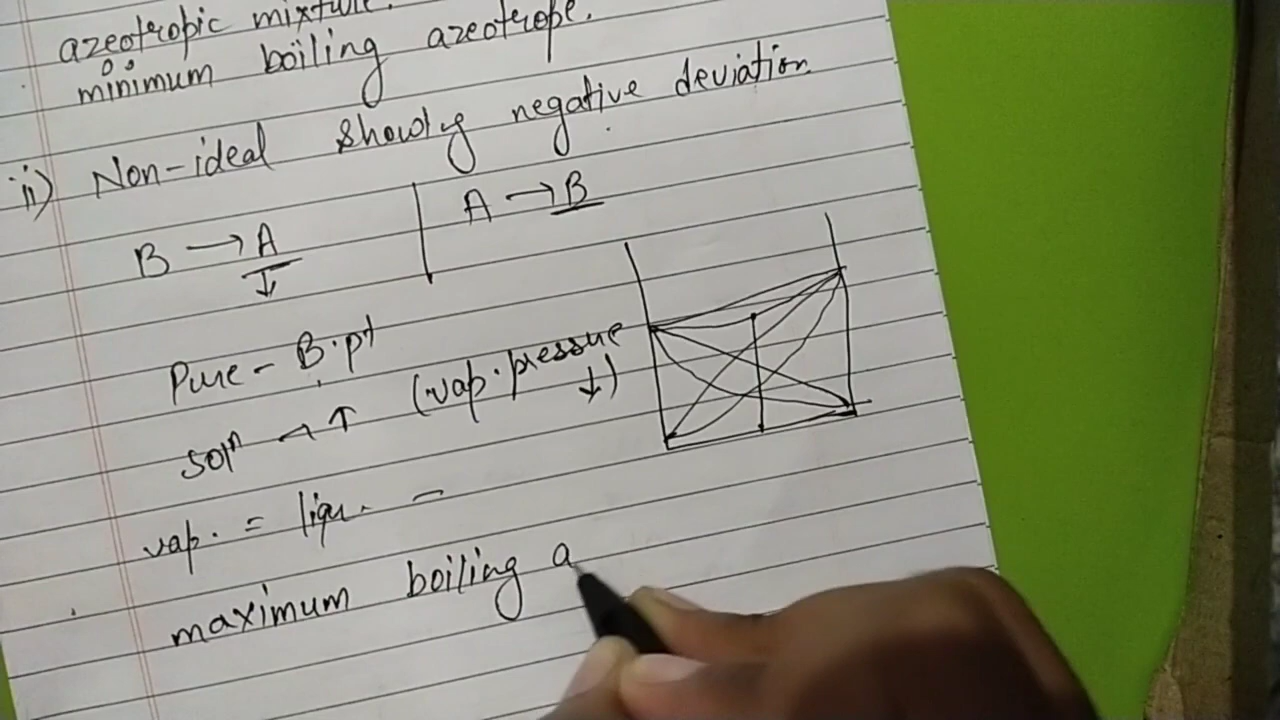 azeotropic mixture.
minimum boiling azeotrope.
ii) Non-ideal showing negative deviation.
B → A | A → B
↓
Pure - B.pt
Solⁿ → ↑ (vap. pressure ↓)
vap. = liqu. -
maximum boiling a